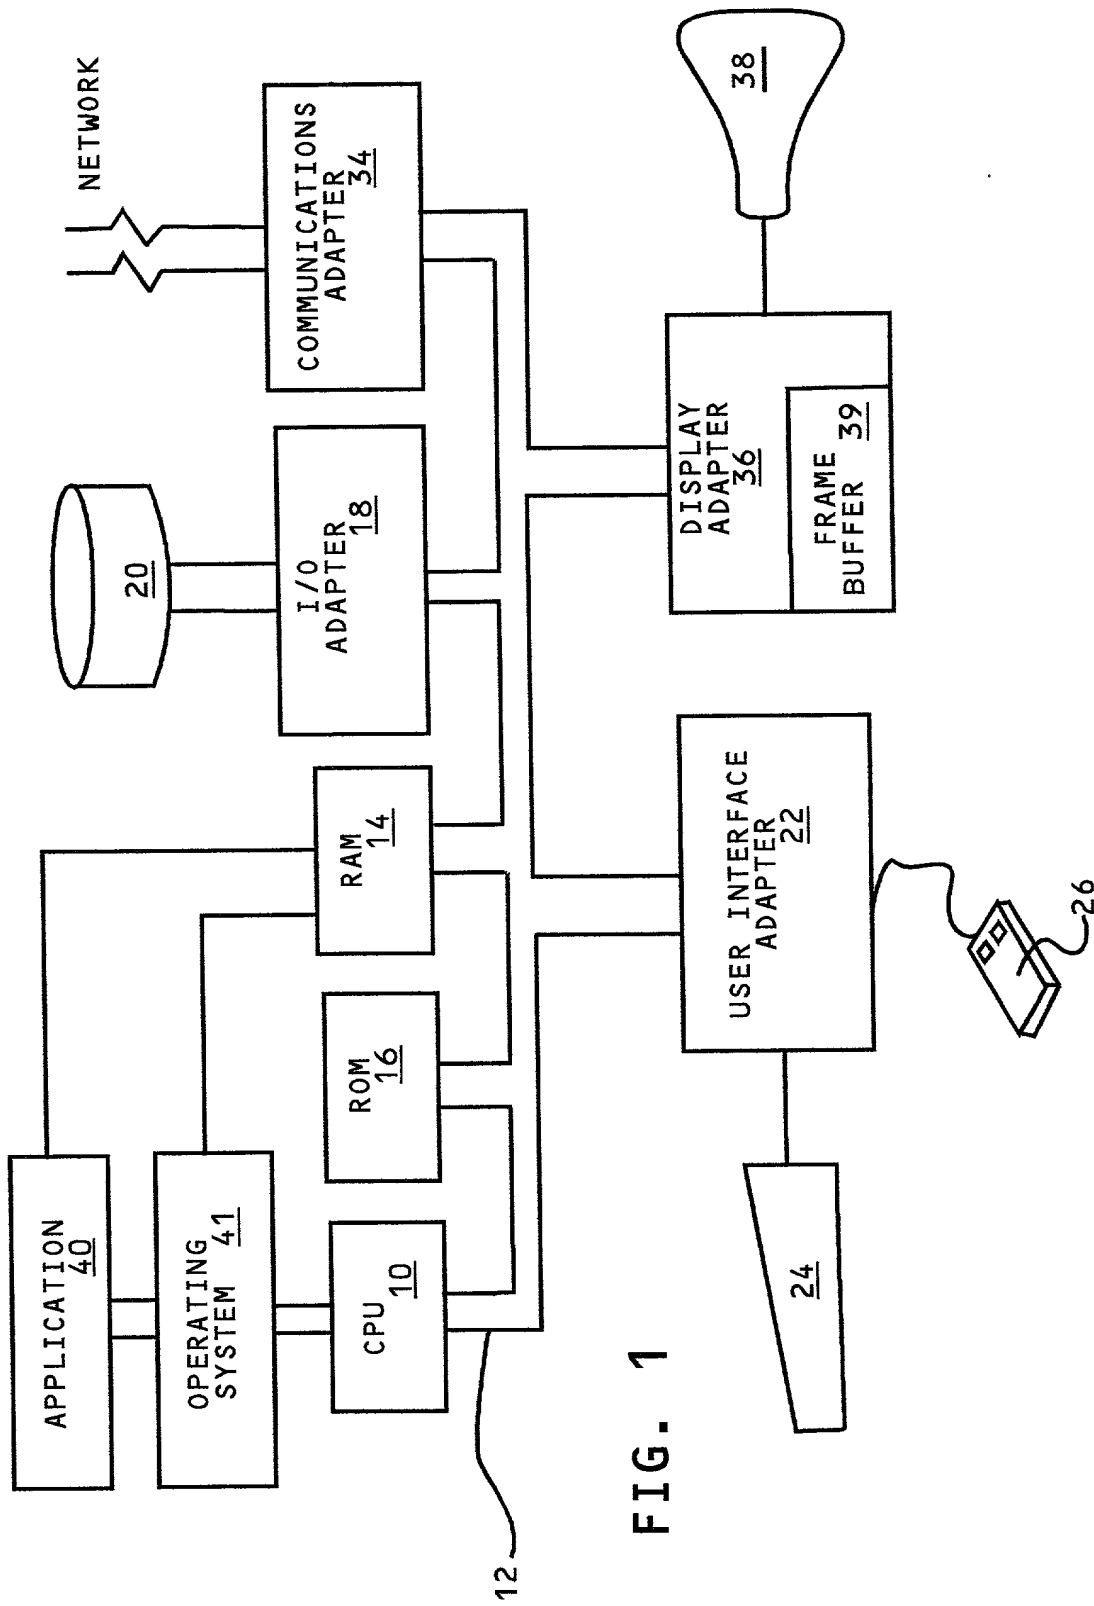 APPLICATION
40
OPERATING
SYSTEM 41
CPU
10
ROM
16
RAM
14
I/O
ADAPTER
18
20
COMMUNICATIONS
ADAPTER
34
NETWORK
12
24
USER INTERFACE
ADAPTER
22
26
DISPLAY
ADAPTER
36
FRAME
BUFFER 39
38
FIG. 1